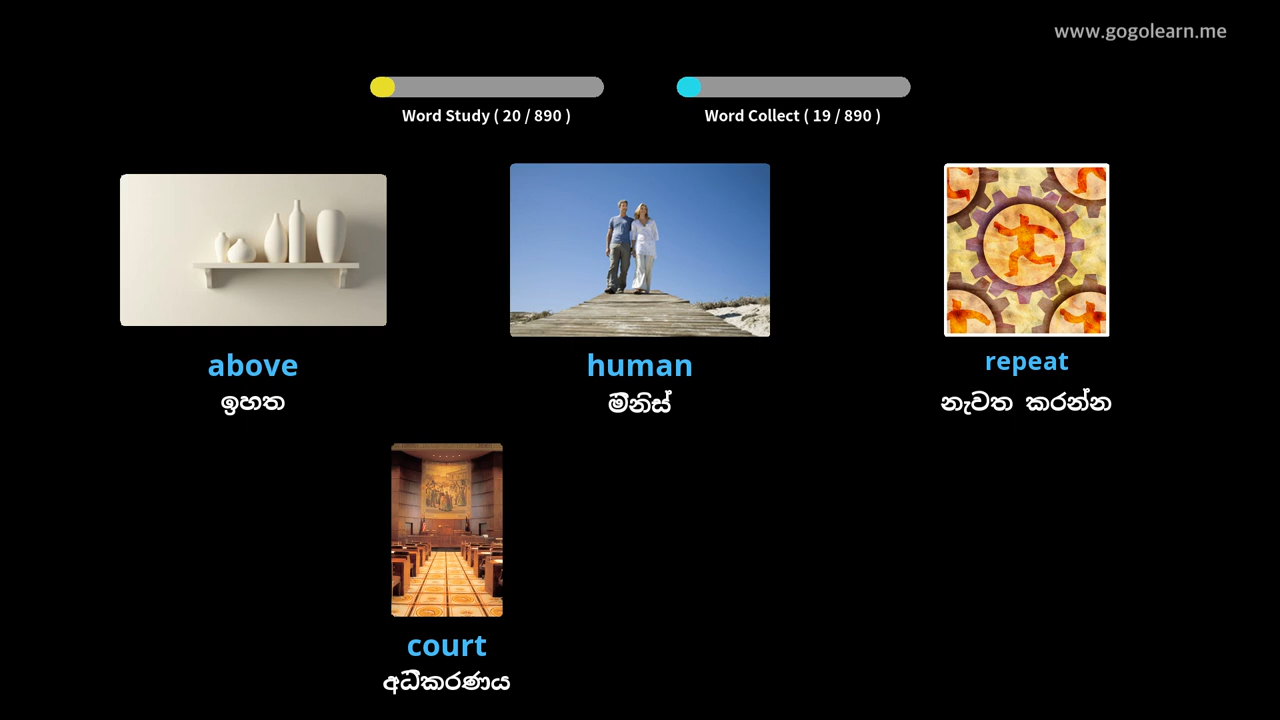 www.gogolearn.me
Word Study ( 20 / 890 )
Word Collect ( 19 / 890 )
above
ඉහත
human
මිනිස්
repeat
නැවත කරන්න
court
අධිකරණය